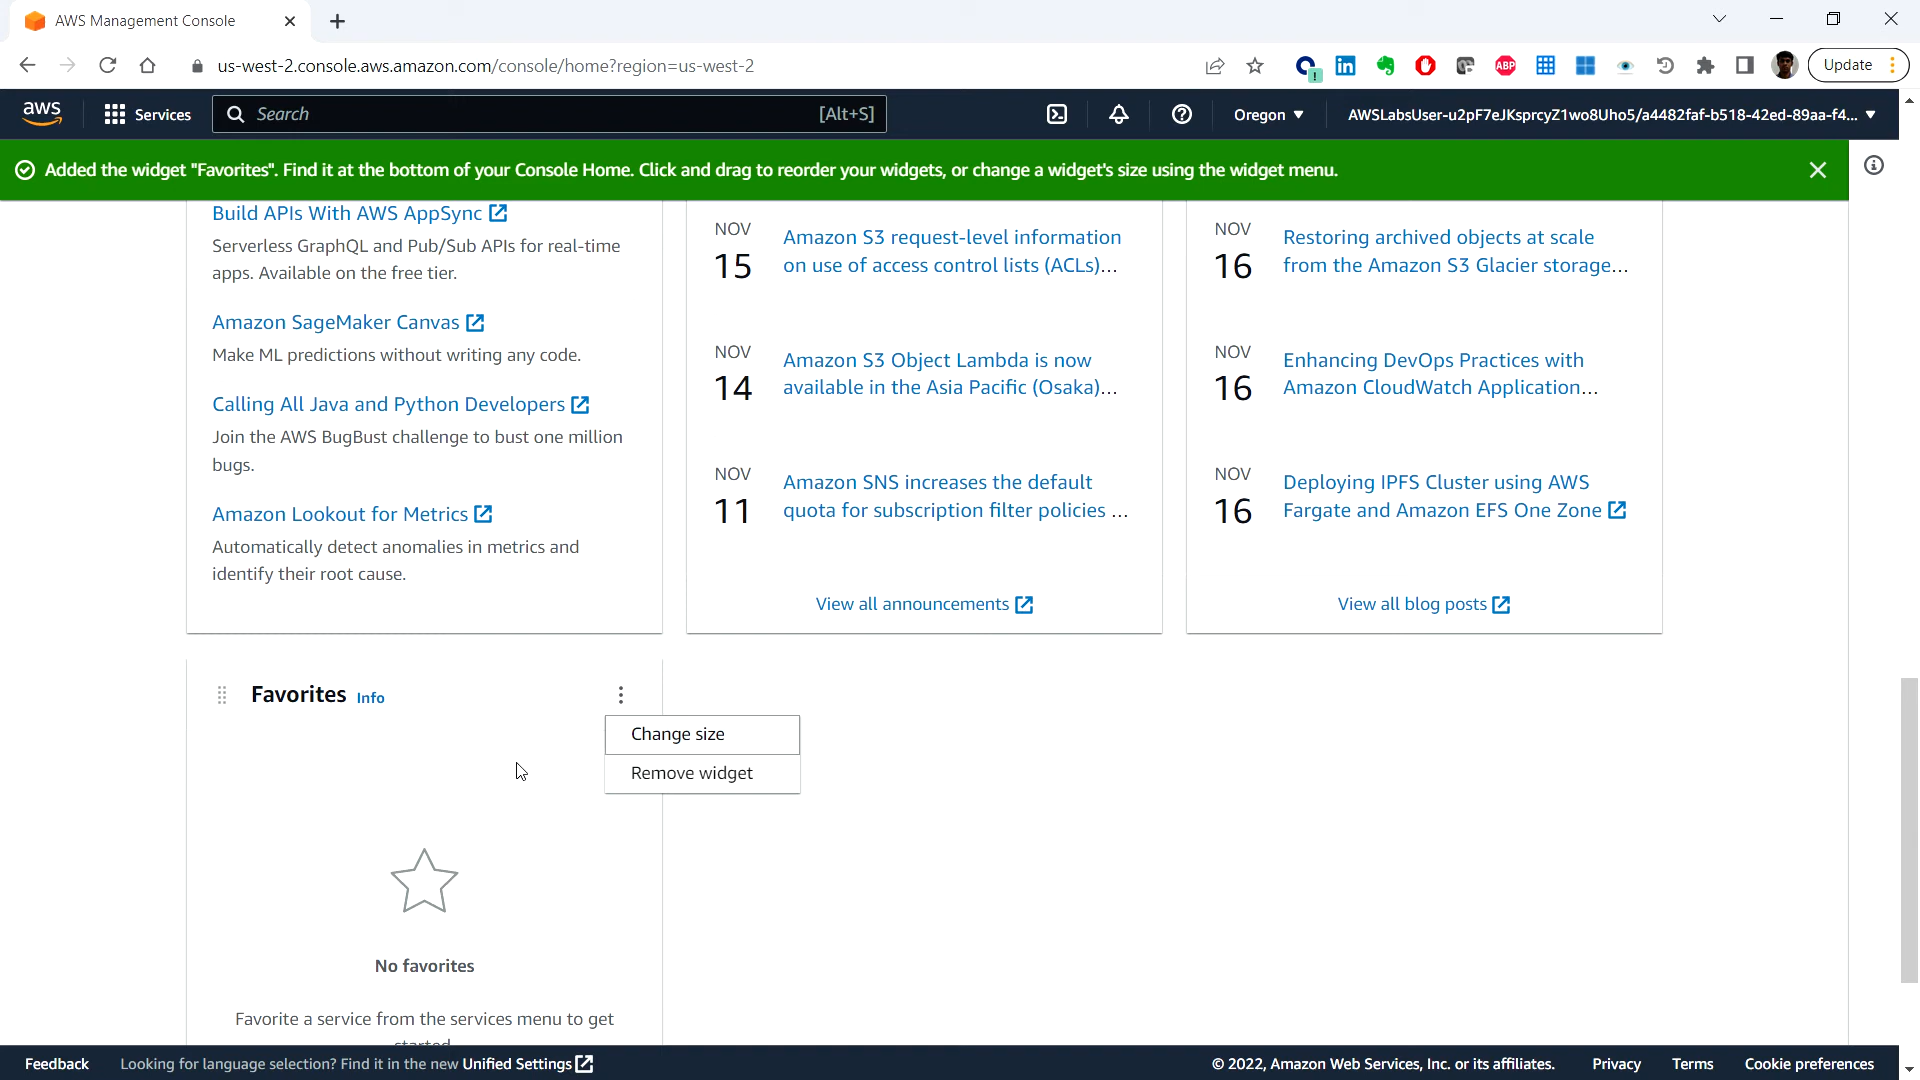 AWS Management Console
us-west-2.console.aws.amazon.com/console/home?region=us-west-2
ABP
Update
aws
Services
Search
[Alt+S]
Oregon
AWSLabsUser-u2pF7eJKsprcyZ1wo8Uho5/a4482faf-b518-42ed-89aa-f4...
Added the widget "Favorites". Find it at the bottom of your Console Home. Click and drag to reorder your widgets, or change a widget's size using the widget menu.
Build APIs With AWS AppSync
Serverless GraphQL and Pub/Sub APIs for real-time
apps. Available on the free tier.
Amazon SageMaker Canvas
Make ML predictions without writing any code.
Calling All Java and Python Developers
Join the AWS BugBust challenge to bust one million
bugs.
Amazon Lookout for Metrics
Automatically detect anomalies in metrics and
identify their root cause.
NOV
15
Amazon S3 request-level information
on use of access control lists (ACLs)...
NOV
14
Amazon S3 Object Lambda is now
available in the Asia Pacific (Osaka)...
NOV
11
Amazon SNS increases the default
quota for subscription filter policies ...
View all announcements
NOV
16
Restoring archived objects at scale
from the Amazon S3 Glacier storage...
NOV
16
Enhancing DevOps Practices with
Amazon CloudWatch Application...
NOV
16
Deploying IPFS Cluster using AWS
Fargate and Amazon EFS One Zone
View all blog posts
Favorites Info
Change size
Remove widget
No favorites
Favorite a service from the services menu to get
started
Feedback
Looking for language selection? Find it in the new Unified Settings
© 2022, Amazon Web Services, Inc. or its affiliates.
Privacy
Terms
Cookie preferences